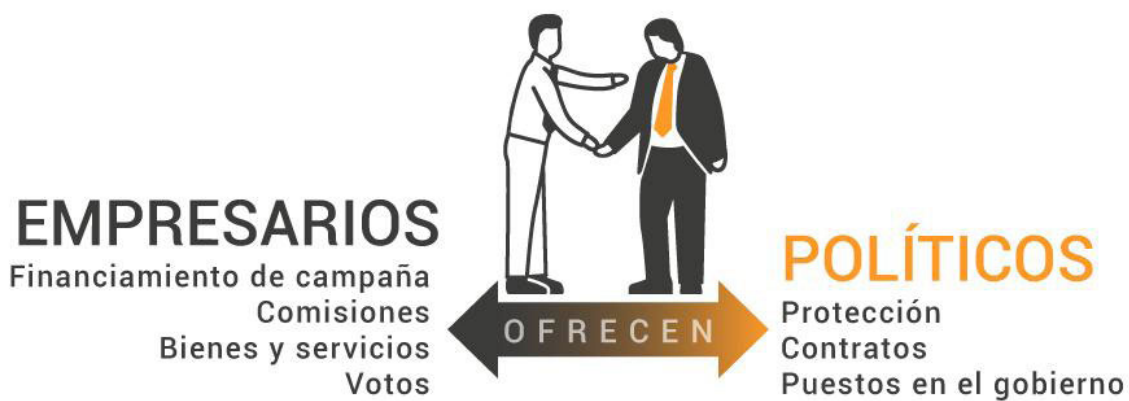 EMPRESARIOS
Financiamiento de campaña
Comisiones
Bienes y servicios
Votos
OFRECEN
POLÍTICOS
Protección
Contratos
Puestos en el gobierno